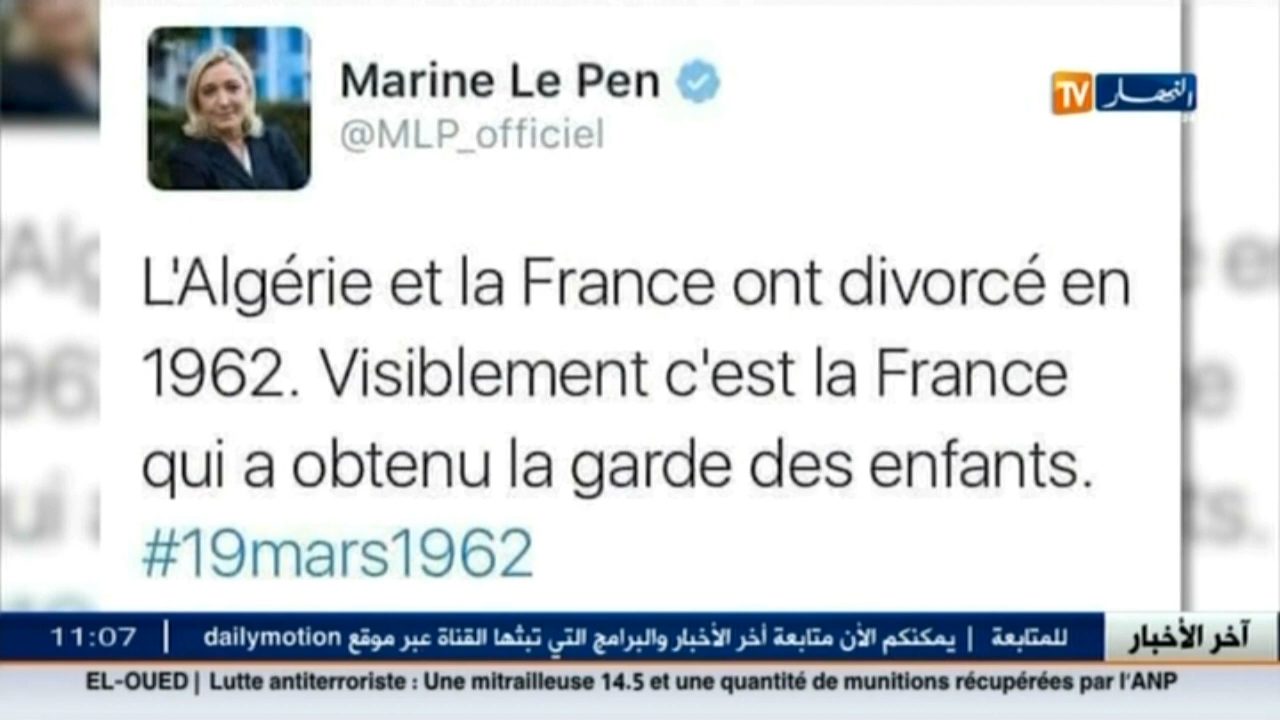 Marine Le Pen
@MLP_officiel
TV النهار
L'Algérie et la France ont divorcé en
1962. Visiblement c'est la France
qui a obtenu la garde des enfants.
#19mars1962
آخر الأخبار
للمتابعة | يمكنكم الأن متابعة أخر الأخبار والبرامج التي تبثها القناة عبر موقع dailymotion
11:07
EL-OUED | Lutte antiterroriste : Une mitrailleuse 14.5 et une quantité de munitions récupérées par l'ANP